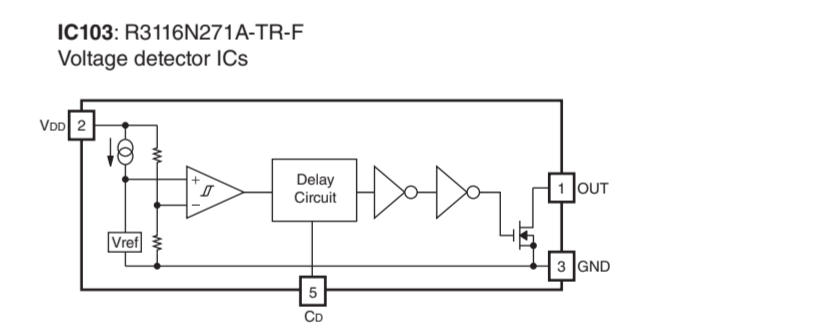 IC103: R3116N271A-TR-F
Voltage detector ICs
VDD 2
+
Delay
Circuit
1 OUT
−
Vref
3 GND
5
CD